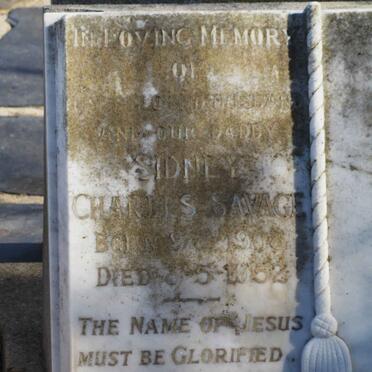 IN LOVING MEMORY
OF
AND OUR DADDY
SIDNEY
CHARLES SAVAGE
BORN
DIED
THE NAME OF JESUS
MUST BE GLORIFIED.